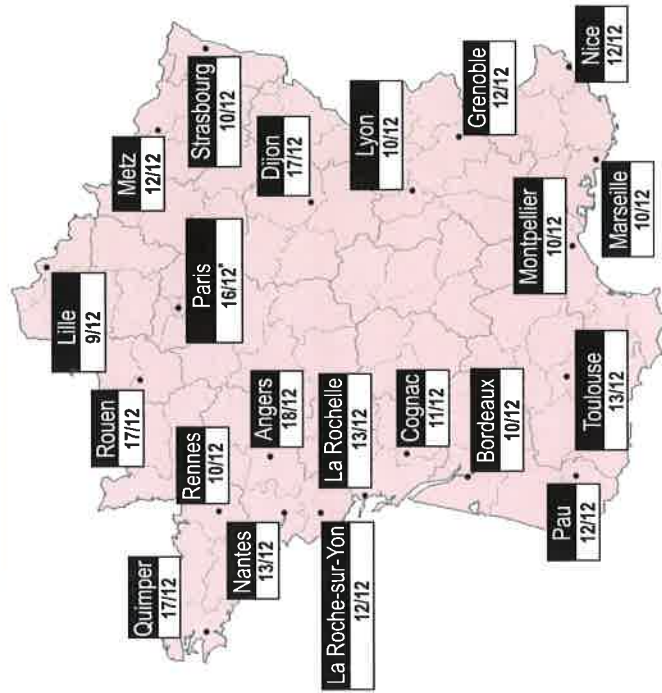 Lille
9/12
Rouen
17/12
Metz
12/12
Paris
16/12*
Strasbourg
10/12
Quimper
17/12
Rennes
10/12
Dijon
17/12
Angers
18/12
Nantes
13/12
La Roche-sur-Yon
12/12
La Rochelle
13/12
Lyon
10/12
Cognac
11/12
Grenoble
12/12
Bordeaux
10/12
Montpellier
10/12
Nice
12/12
Toulouse
13/12
Pau
12/12
Marseille
10/12